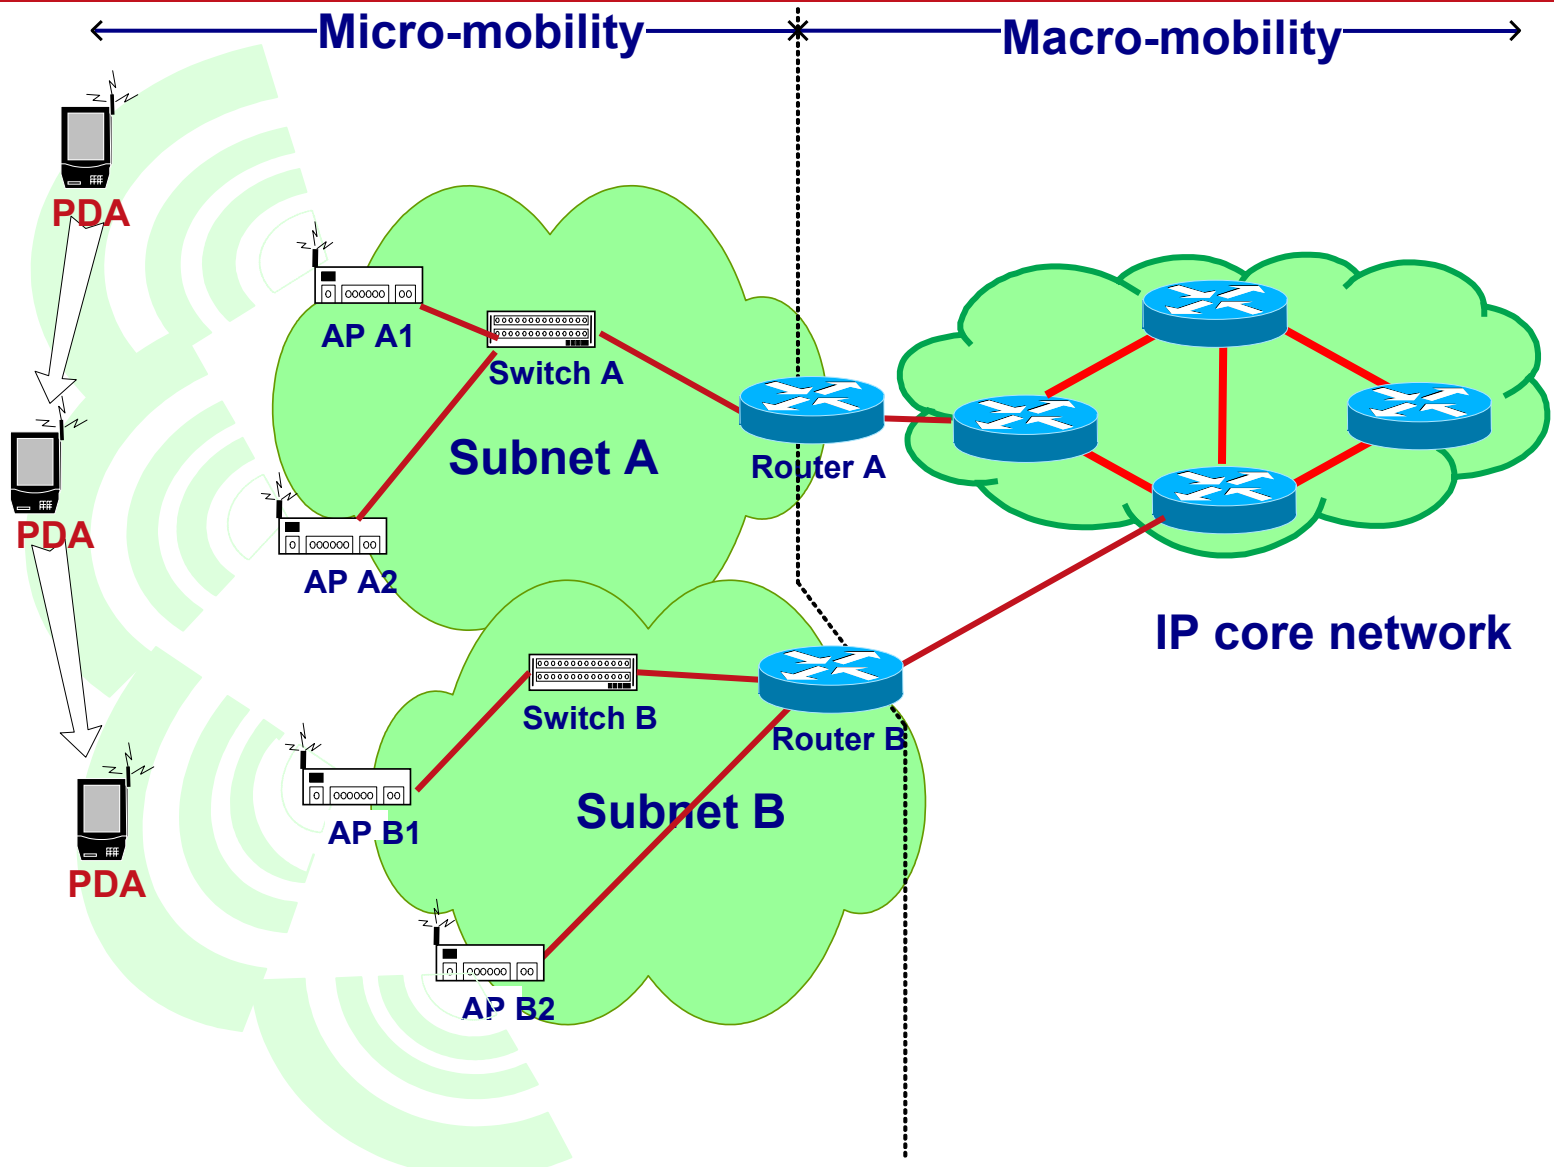 Micro-mobility
Macro-mobility
PDA
AP A1
Switch A
Subnet A
Router A
PDA
AP A2
IP core network
Switch B
Router B
Subnet B
AP B1
PDA
AP B2